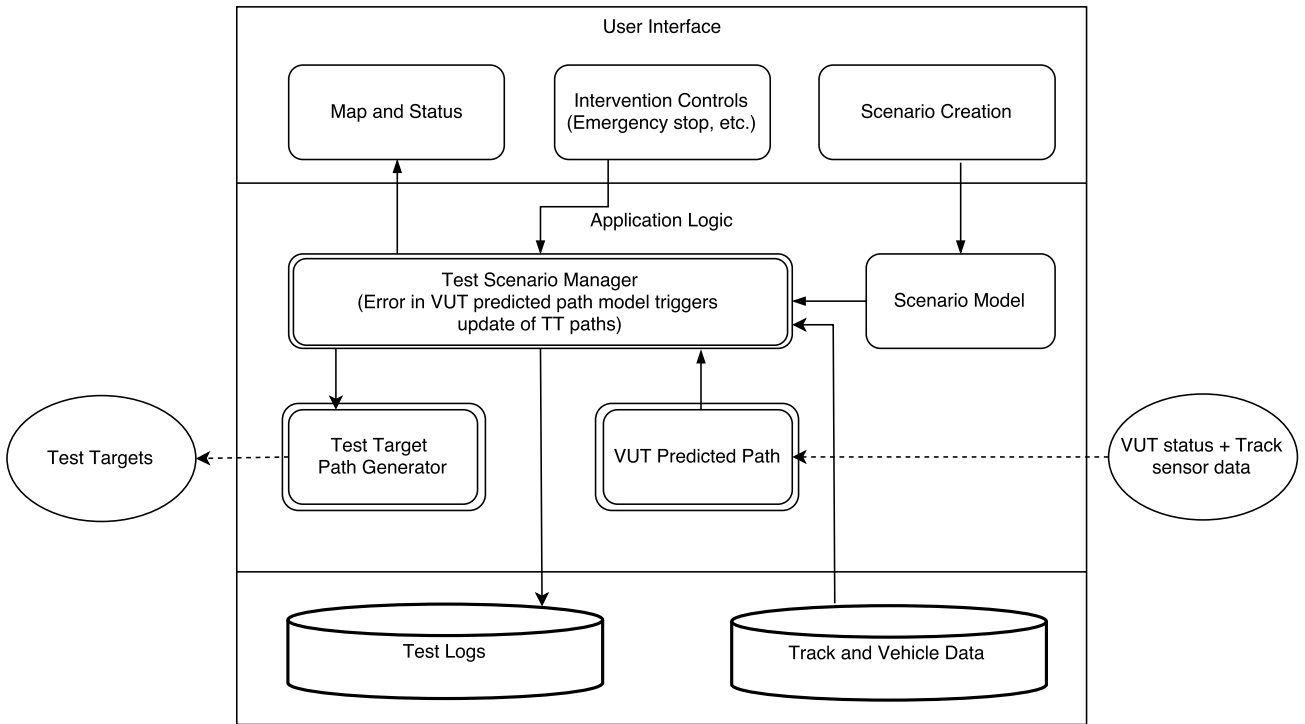 User Interface
Map and Status
Intervention Controls
(Emergency stop, etc.)
Scenario Creation
Application Logic
Test Scenario Manager
(Error in VUT predicted path model triggers
update of TT paths)
Scenario Model
Test Targets
Test Target
Path Generator
VUT Predicted Path
VUT status + Track
sensor data
Test Logs
Track and Vehicle Data